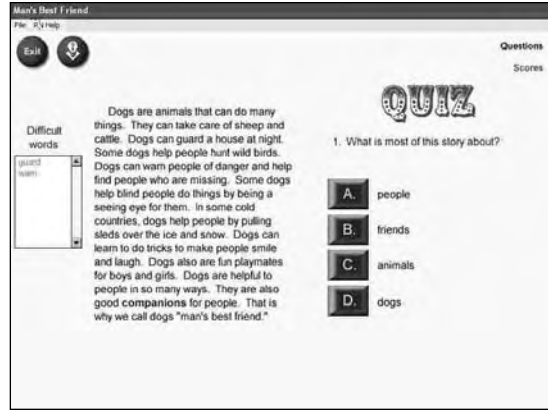 Man's Best Friend
File
Help
Exit
Questions
Scores
QUIZ
Difficult
words
guard
warn
Dogs are animals that can do many
things. They can take care of sheep and
cattle. Dogs can guard a house at night.
Some dogs help people hunt wild birds.
Dogs can warn people of danger and help
find people who are missing. Some dogs
help blind people do things by being a
seeing eye for them. In some cold
countries, dogs help people by pulling
sleds over the ice and snow. Dogs can
learn to do tricks to make people smile
and laugh. Dogs also are fun playmates
for boys and girls. Dogs are helpful to
people in so many ways. They are also
good companions for people. That is
why we call dogs "man's best friend."
1. What is most of this story about?
A. people
B. friends
C. animals
D. dogs